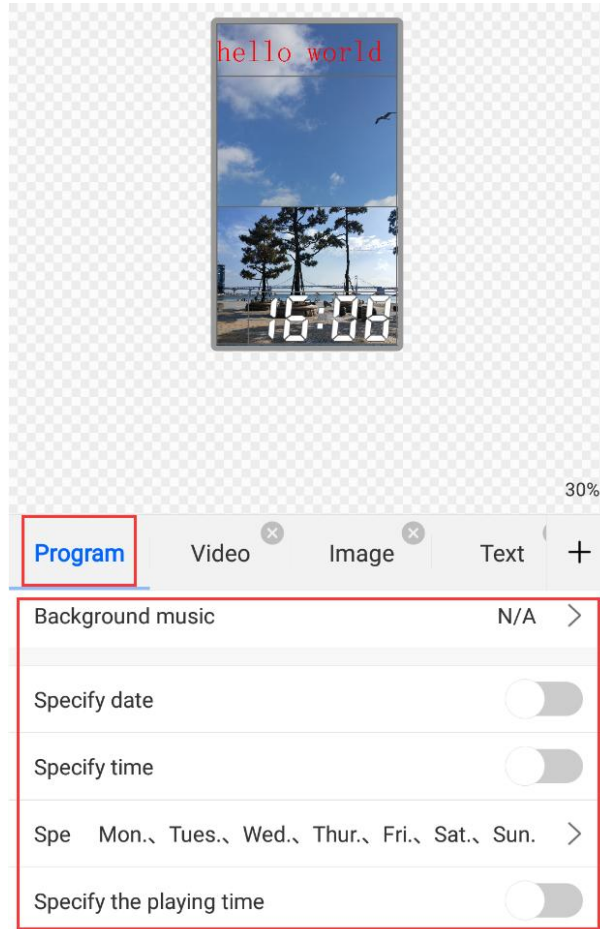 hello world
16:08
30%
Program Video Image Text +
Background music N/A
Specify date
Specify time
Spe Mon.、Tues.、Wed.、Thur.、Fri.、Sat.、Sun.
Specify the playing time